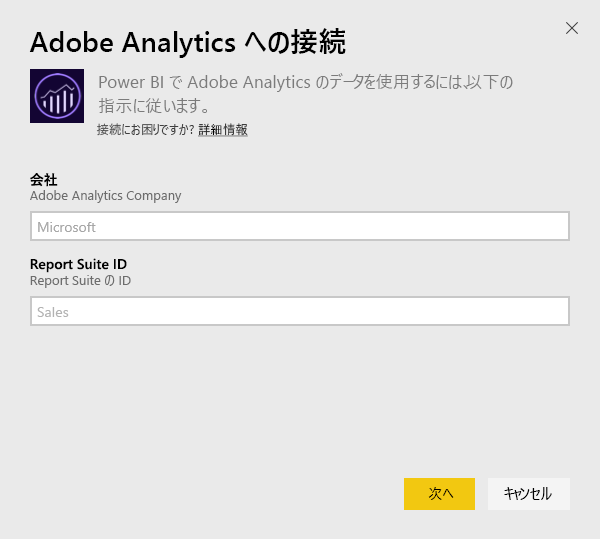 Adobe Analytics への接続
Power BI で Adobe Analytics のデータを使用するには、以下の
指示に従います。
接続にお困りですか? 詳細情報
会社
Adobe Analytics Company
Microsoft
Report Suite ID
Report Suite の ID
Sales
次へ
キャンセル